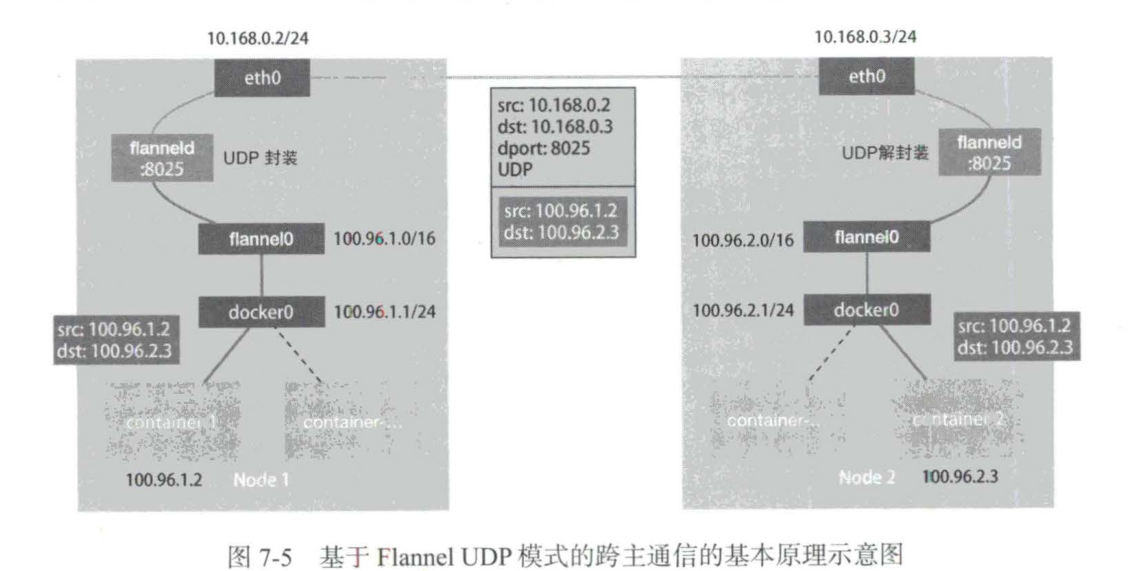 10.168.0.2/24
10.168.0.3/24
eth0
eth0
src: 10.168.0.2
dst: 10.168.0.3
dport: 8025
UDP
src: 100.96.1.2
dst: 100.96.2.3
flanneld
:8025
UDP 封装
UDP解封装
flanneld
:8025
flannel0
100.96.1.0/16
100.96.2.0/16
flannel0
docker0
100.96.1.1/24
100.96.2.1/24
docker0
src: 100.96.1.2
dst: 100.96.2.3
src: 100.96.1.2
dst: 100.96.2.3
container-1
container-...
container-...
container-2
100.96.1.2
Node 1
Node 2
100.96.2.3
图 7-5 基于 Flannel UDP 模式的跨主通信的基本原理示意图